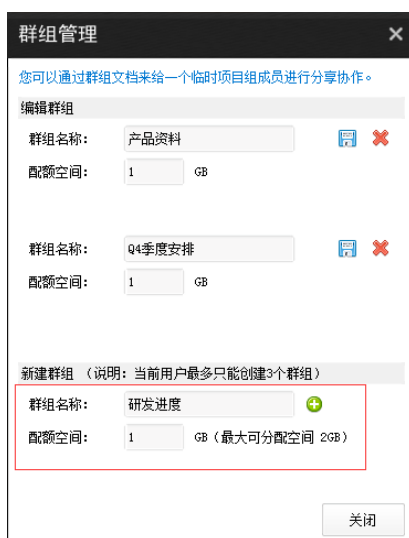 群组管理
您可以通过群组文档来给一个临时项目组成员进行分享协作。
编辑群组
群组名称： 产品资料
配额空间： 1 GB
群组名称： Q4季度安排
配额空间： 1 GB
新建群组 （说明：当前用户最多只能创建3个群组）
群组名称： 研发进度
配额空间： 1 GB（最大可分配空间 2GB）
关闭